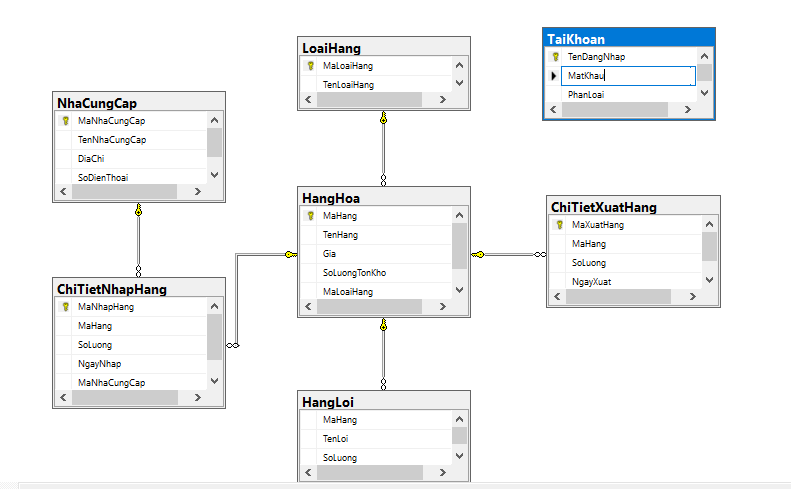 LoaiHang
MaLoaiHang
TenLoaiHang
TaiKhoan
TenDangNhap
MatKhau
PhanLoai
NhaCungCap
MaNhaCungCap
TenNhaCungCap
DiaChi
SoDienThoai
HangHoa
MaHang
TenHang
Gia
SoLuongTonKho
MaLoaiHang
ChiTietXuatHang
MaXuatHang
MaHang
SoLuong
NgayXuat
ChiTietNhapHang
MaNhapHang
MaHang
SoLuong
NgayNhap
MaNhaCungCap
HangLoi
MaHang
TenLoi
SoLuong